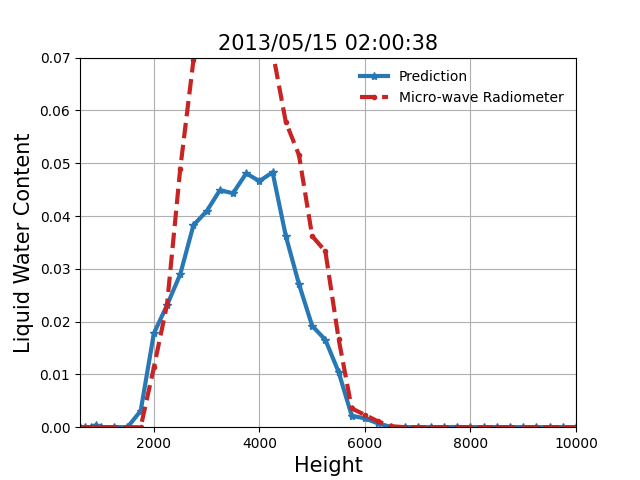 2013/05/15 02:00:38
Prediction
Micro-wave Radiometer
0.07
0.06
0.05
0.04
0.03
0.02
0.01
0.00
Liquid Water Content
2000 4000 6000 8000 10000
Height